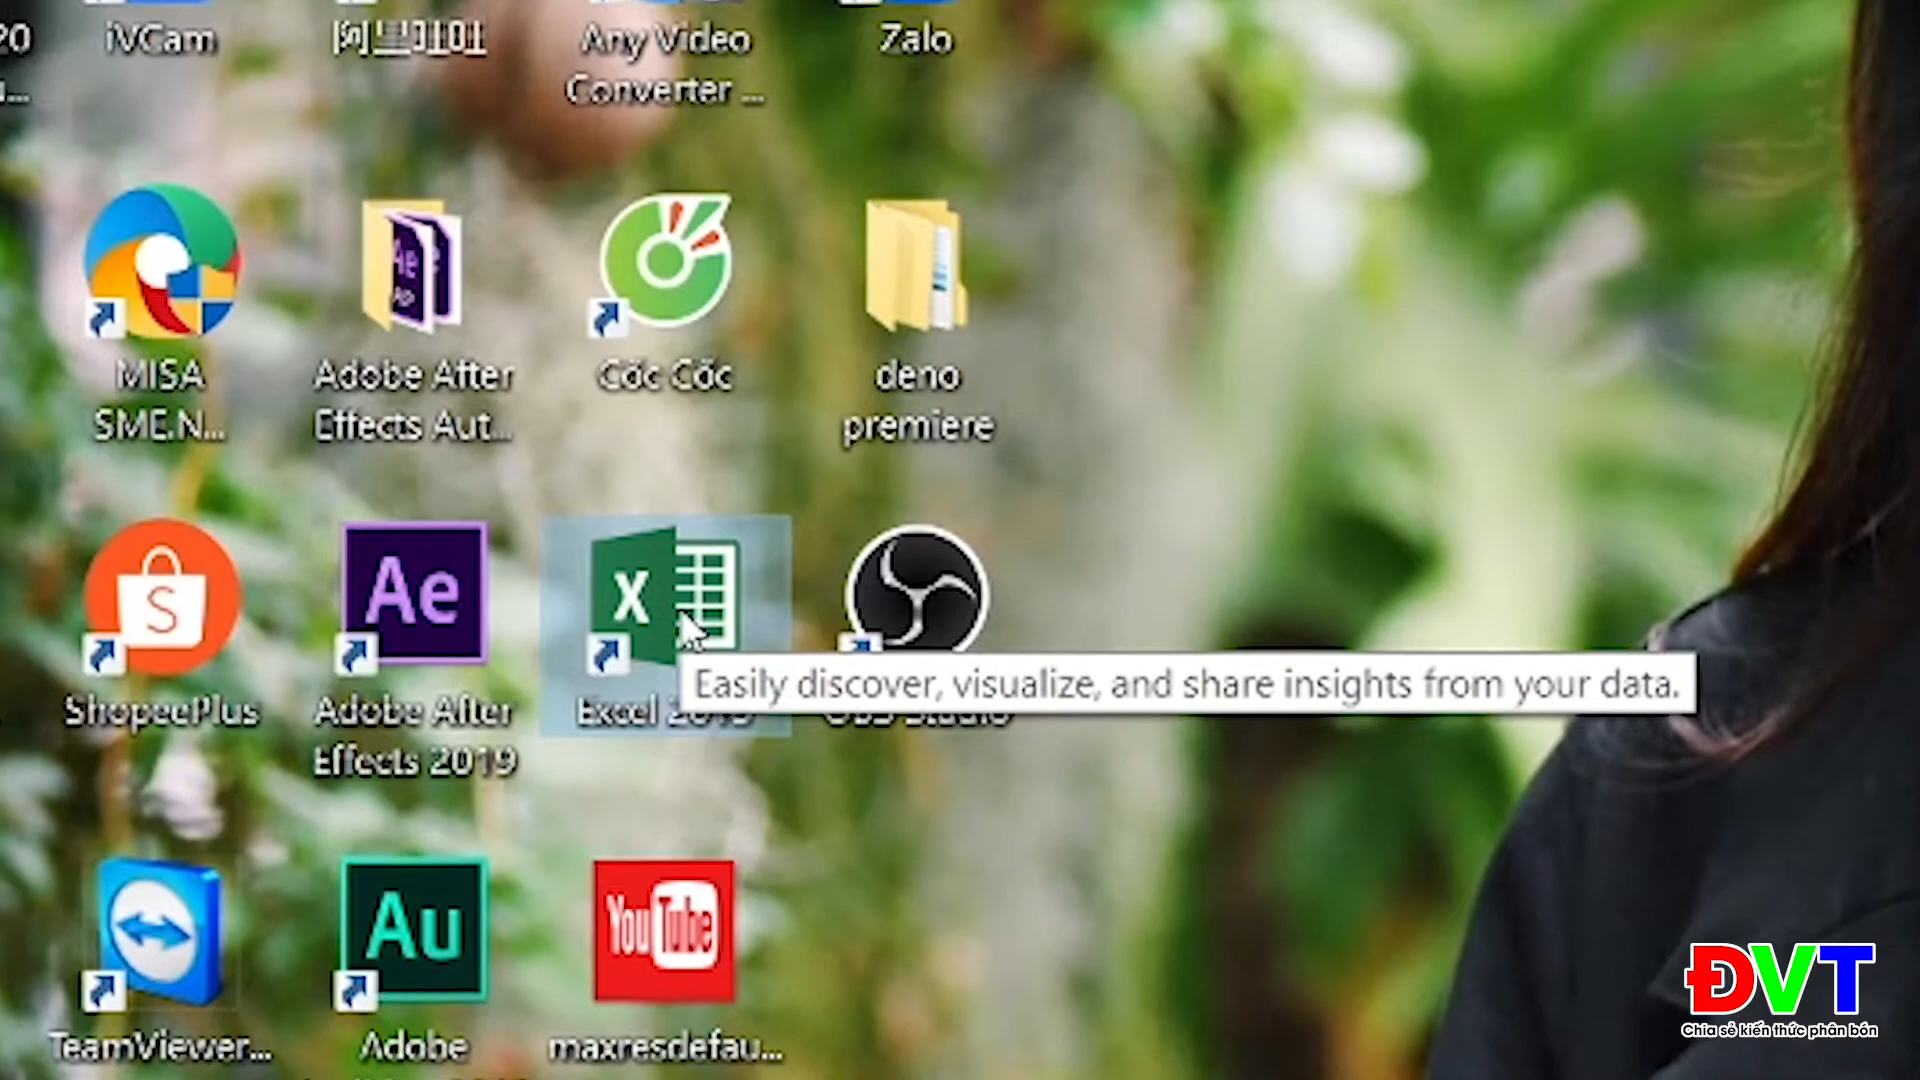 20
iVCam
Any Video
Converter ...
Zalo
MISA
SME.N...
Adobe After
Effects Aut...
Cốc Cốc
deno
premiere
Ae
X
S
ShopeePlus
Adobe After
Effects 2019
Excel
Easily discover, visualize, and share insights from your data.
Au
YouTube
TeamViewer...
Adobe
maxresdefau...
ĐVT
Chia sẻ kiến thức phân bón